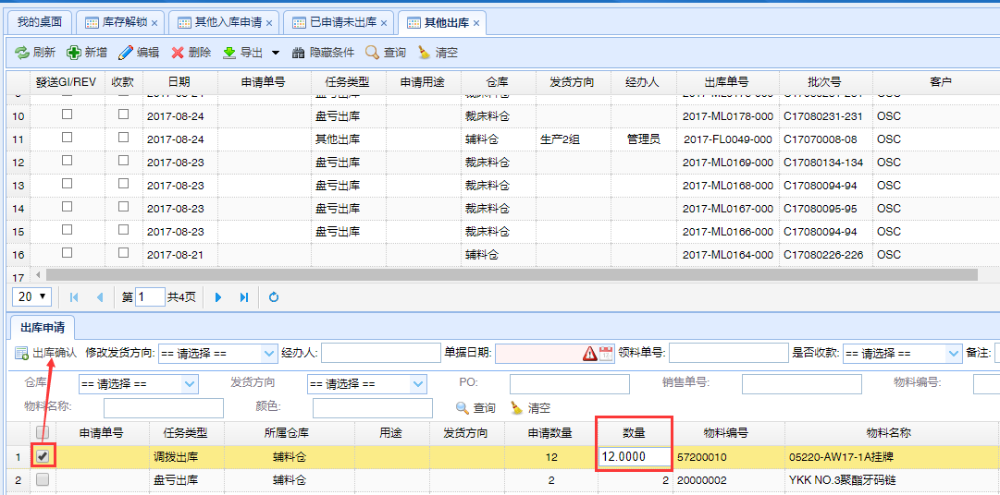 我的桌面 库存解锁 × 其他入库申请 × 已申请未出库 × 其他出库 ×
刷新 新增 编辑 删除 导出 隐藏条件 查询 清空
發送GI/REV 收款 日期 申请单号 任务类型 申请用途 仓库 发货方向 经办人 出库单号 批次号 客户
10 2017-08-24 盘亏出库 裁床料仓 2017-ML0178-000 C17080231-231 OSC
11 2017-08-24 其他出库 辅料仓 生产2组 管理员 2017-FL0049-000 C17070008-08 OSC
12 2017-08-23 盘亏出库 裁床料仓 2017-ML0169-000 C17080134-134 OSC
13 2017-08-23 盘亏出库 裁床料仓 2017-ML0168-000 C17080094-94 OSC
14 2017-08-23 盘亏出库 裁床料仓 2017-ML0167-000 C17080095-95 OSC
15 2017-08-23 盘亏出库 裁床料仓 2017-ML0166-000 C17080094-94 OSC
16 2017-08-21 辅料仓 2017-ML0164-000 C17080226-226 OSC
17
20 第 1 共4页
出库申请
出库确认 修改发货方向: == 请选择 == 经办人: 单据日期: 领料单号: 是否收款: == 请选择 == 备注:
仓库 == 请选择 == 发货方向 == 请选择 == PO: 销售单号: 物料编号:
物料名称: 颜色: 查询 清空
申请单号 任务类型 所属仓库 用途 发货方向 申请数量 数量 物料编号 物料名称
1 调拨出库 辅料仓 12 12.0000 57200010 05220-AW17-1A挂牌
2 盘亏出库 辅料仓 2 2 20000002 YKK NO.3聚酯牙码链